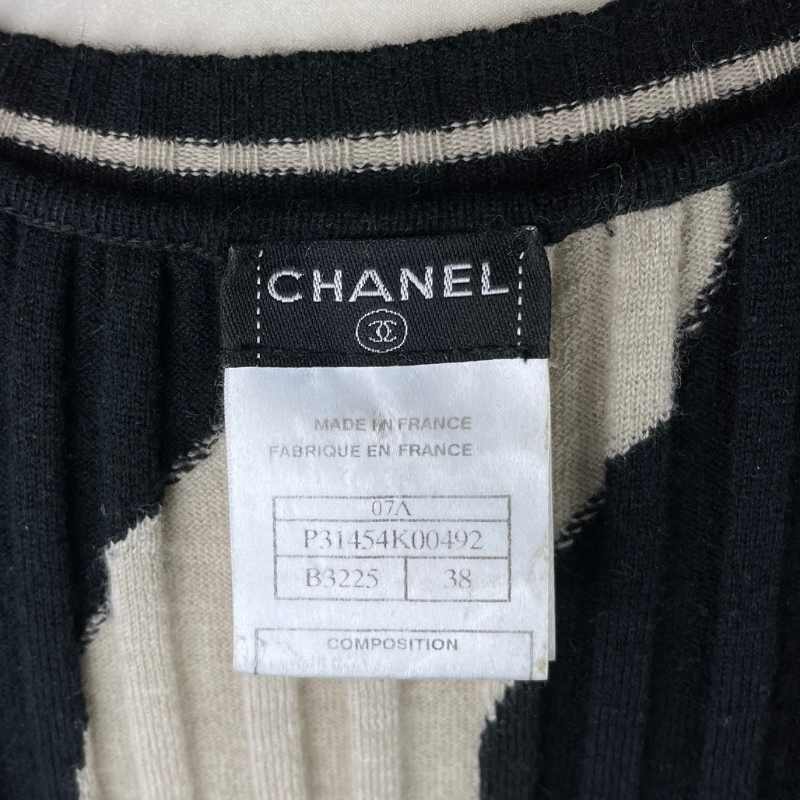 CHANEL
MADE IN FRANCE
FABRIQUE EN FRANCE
07A
P31454K00492
B3225 38
COMPOSITION